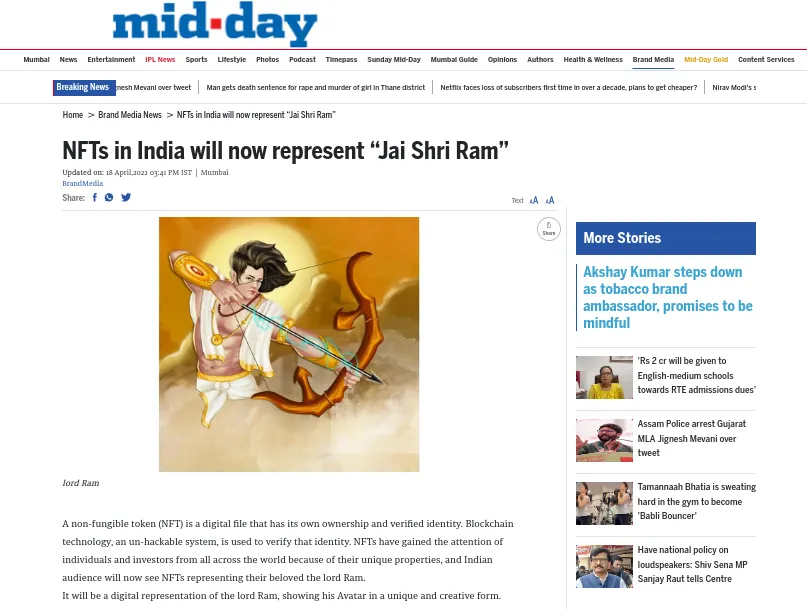 mid-day
Mumbai News Entertainment IPL News Sports Lifestyle Photos Podcast Timepass Sunday Mid-Day Mumbai Guide Opinions Authors Health & Wellness Brand Media Mid-Day Gold Content Services
Breaking News nesh Mevani over tweet Man gets death sentence for rape and murder of girl in Thane district Netflix faces loss of subscribers first time in over a decade, plans to get cheaper? Nirav Modi's s
Home > Brand Media News > NFTs in India will now represent “Jai Shri Ram”
NFTs in India will now represent “Jai Shri Ram”
Updated on: 18 April,2022 03:41 PM IST | Mumbai
BrandMedia
Share:
Text AA AA
Share
lord Ram
A non-fungible token (NFT) is a digital file that has its own ownership and verified identity. Blockchain
technology, an un-hackable system, is used to verify that identity. NFTs have gained the attention of
individuals and investors from all across the world because of their unique properties, and Indian
audience will now see NFTs representing their beloved the lord Ram.
It will be a digital representation of the lord Ram, showing his Avatar in a unique and creative form.
More Stories
Akshay Kumar steps down
as tobacco brand
ambassador, promises to be
mindful
'Rs 2 cr will be given to
English-medium schools
towards RTE admissions dues'
Assam Police arrest Gujarat
MLA Jignesh Mevani over
tweet
Tamannaah Bhatia is sweating
hard in the gym to become
'Babli Bouncer'
Have national policy on
loudspeakers: Shiv Sena MP
Sanjay Raut tells Centre